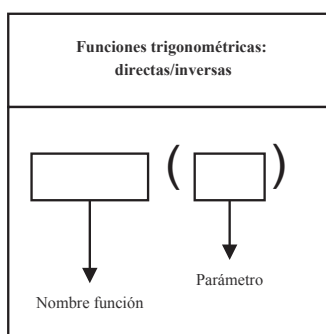 Funciones trigonométricas:
directas/inversas
( )
Nombre función
Parámetro